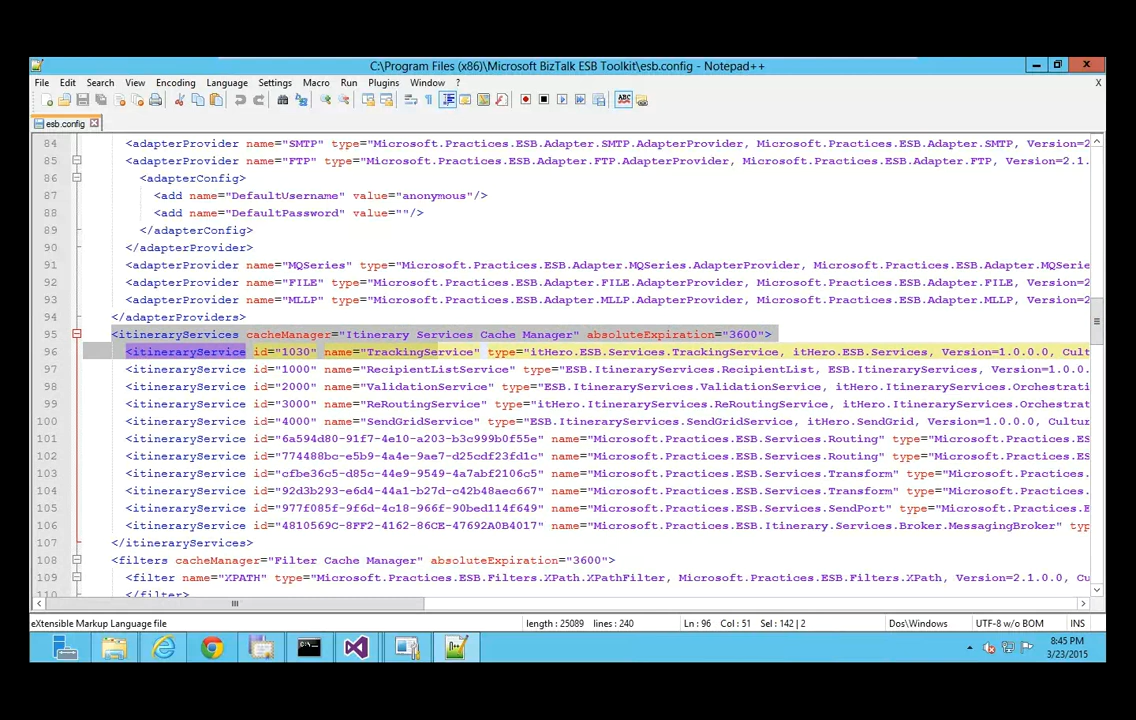 C:\Program Files (x86)\Microsoft BizTalk ESB Toolkit\esb.config - Notepad++
File Edit Search View Encoding Language Settings Macro Run Plugins Window ? X
esb.config
84 <adapterProvider name="SMTP" type="Microsoft.Practices.ESB.Adapter.SMTP.AdapterProvider, Microsoft.Practices.ESB.Adapter.SMTP, Version=2
85 <adapterProvider name="FTP" type="Microsoft.Practices.ESB.Adapter.FTP.AdapterProvider, Microsoft.Practices.ESB.Adapter.FTP, Version=2.1.
86 <adapterConfig>
87 <add name="DefaultUsername" value="anonymous"/>
88 <add name="DefaultPassword" value=""/>
89 </adapterConfig>
90 </adapterProvider>
91 <adapterProvider name="MQSeries" type="Microsoft.Practices.ESB.Adapter.MQSeries.AdapterProvider, Microsoft.Practices.ESB.Adapter.MQSerie
92 <adapterProvider name="FILE" type="Microsoft.Practices.ESB.Adapter.FILE.AdapterProvider, Microsoft.Practices.ESB.Adapter.FILE, Version=2
93 <adapterProvider name="MLLP" type="Microsoft.Practices.ESB.Adapter.MLLP.AdapterProvider, Microsoft.Practices.ESB.Adapter.MLLP, Version=2
94 </adapterProviders>
95 <itineraryServices cacheManager="Itinerary Services Cache Manager" absoluteExpiration="3600">
96 <itineraryService id="1030" name="TrackingService" type="itHero.ESB.Services.TrackingService, itHero.ESB.Services, Version=1.0.0.0, Cult
97 <itineraryService id="1000" name="RecipientListService" type="ESB.ItineraryServices.RecipientList, ESB.ItineraryServices, Version=1.0.0.
98 <itineraryService id="2000" name="ValidationService" type="ESB.ItineraryServices.ValidationService, itHero.ItineraryServices.Orchestrati
99 <itineraryService id="3000" name="ReRoutingService" type="itHero.ItineraryServices.ReRoutingService, itHero.ItineraryServices.Orchestrat
100 <itineraryService id="4000" name="SendGridService" type="ESB.ItineraryServices.SendGridService, itHero.SendGrid, Version=1.0.0.0, Cultur
101 <itineraryService id="6a594d80-91f7-4e10-a203-b3c999b0f55e" name="Microsoft.Practices.ESB.Services.Routing" type="Microsoft.Practices.ES
102 <itineraryService id="774488bc-e5b9-4a4e-9ae7-d25cdf23fd1c" name="Microsoft.Practices.ESB.Services.Routing" type="Microsoft.Practices.ES
103 <itineraryService id="cfbe36c5-d85c-44e9-9549-4a7abf2106c5" name="Microsoft.Practices.ESB.Services.Transform" type="Microsoft.Practices.
104 <itineraryService id="92d3b293-e6d4-44a1-b27d-c42b48aec667" name="Microsoft.Practices.ESB.Services.Transform" type="Microsoft.Practices.
105 <itineraryService id="977f085f-9f6d-4c18-966f-90bef114f649" name="Microsoft.Practices.ESB.Services.SendPort" type="Microsoft.Practices.E
106 <itineraryService id="4810569C-8FF2-4162-86CE-47692A0B4017" name="Microsoft.Practices.ESB.Itinerary.Services.Broker.MessagingBroker" typ
107 </itineraryServices>
108 <filters cacheManager="Filter Cache Manager" absoluteExpiration="3600">
109 <filter name="XPATH" type="Microsoft.Practices.ESB.Filters.XPath.XPathFilter, Microsoft.Practices.ESB.Filters.XPath, Version=2.1.0.0, Cu
110 </filter>
eXtensible Markup Language file length : 25089 lines : 240 Ln : 96 Col : 51 Sel : 142 | 2 Dos\Windows UTF-8 w/o BOM INS
8:45 PM
3/23/2015